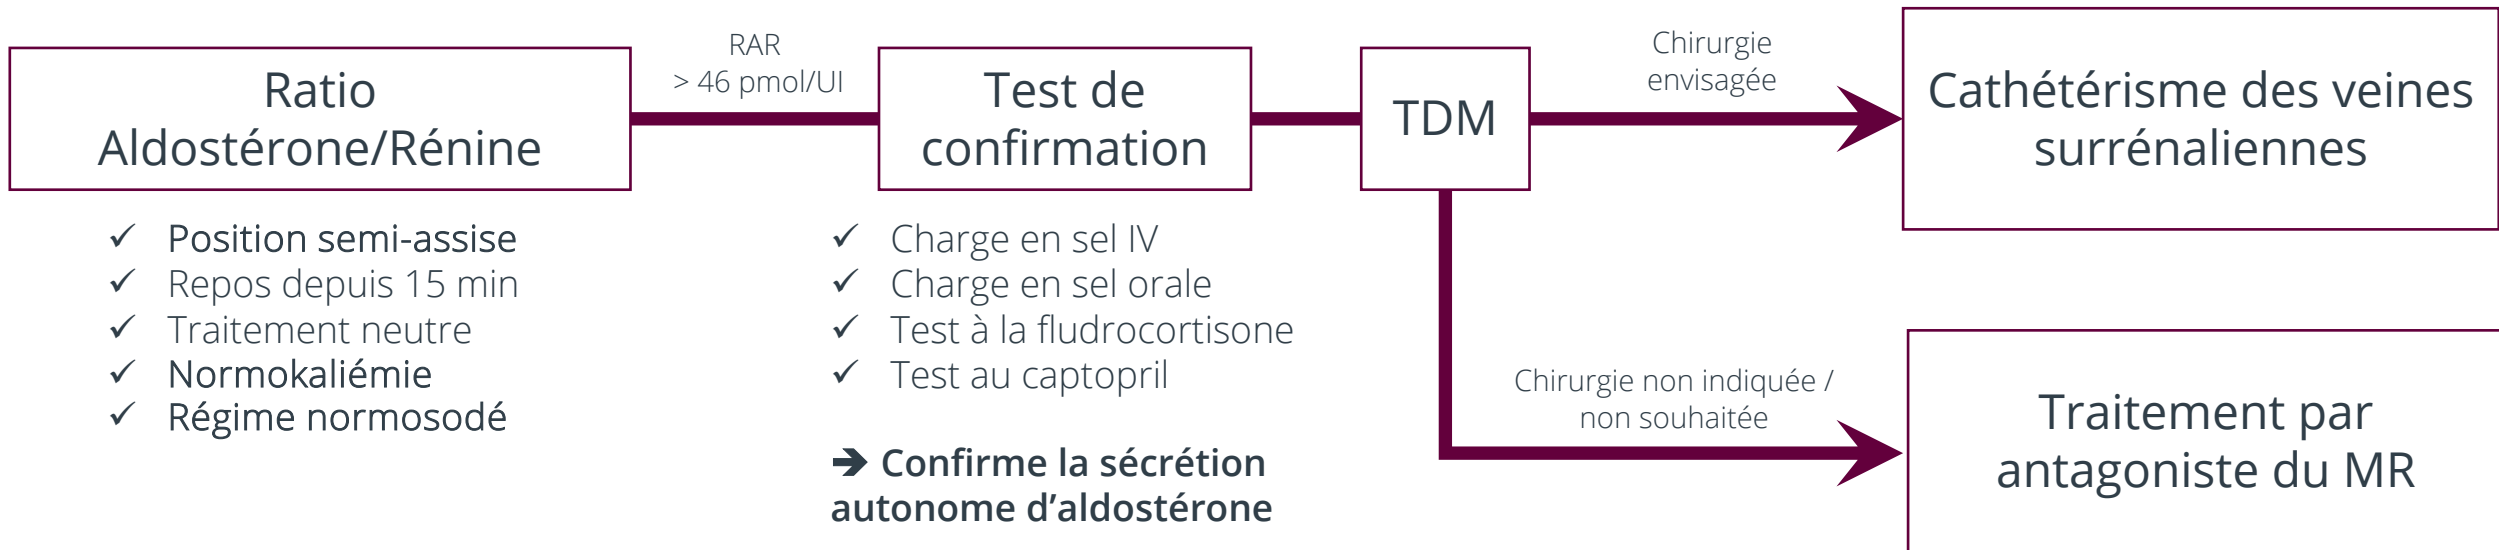 Ratio
Aldostérone/Rénine
RAR
> 46 pmol/UI
Test de
confirmation
TDM
Chirurgie
envisagée
Cathétérisme des veines
surrénaliennes
✓ Position semi-assise
✓ Repos depuis 15 min
✓ Traitement neutre
✓ Normokaliémie
✓ Régime normosodé
✓ Charge en sel IV
✓ Charge en sel orale
✓ Test à la fludrocortisone
✓ Test au captopril
➔ Confirme la sécrétion
autonome d’aldostérone
Chirurgie non indiquée /
non souhaitée
Traitement par
antagoniste du MR